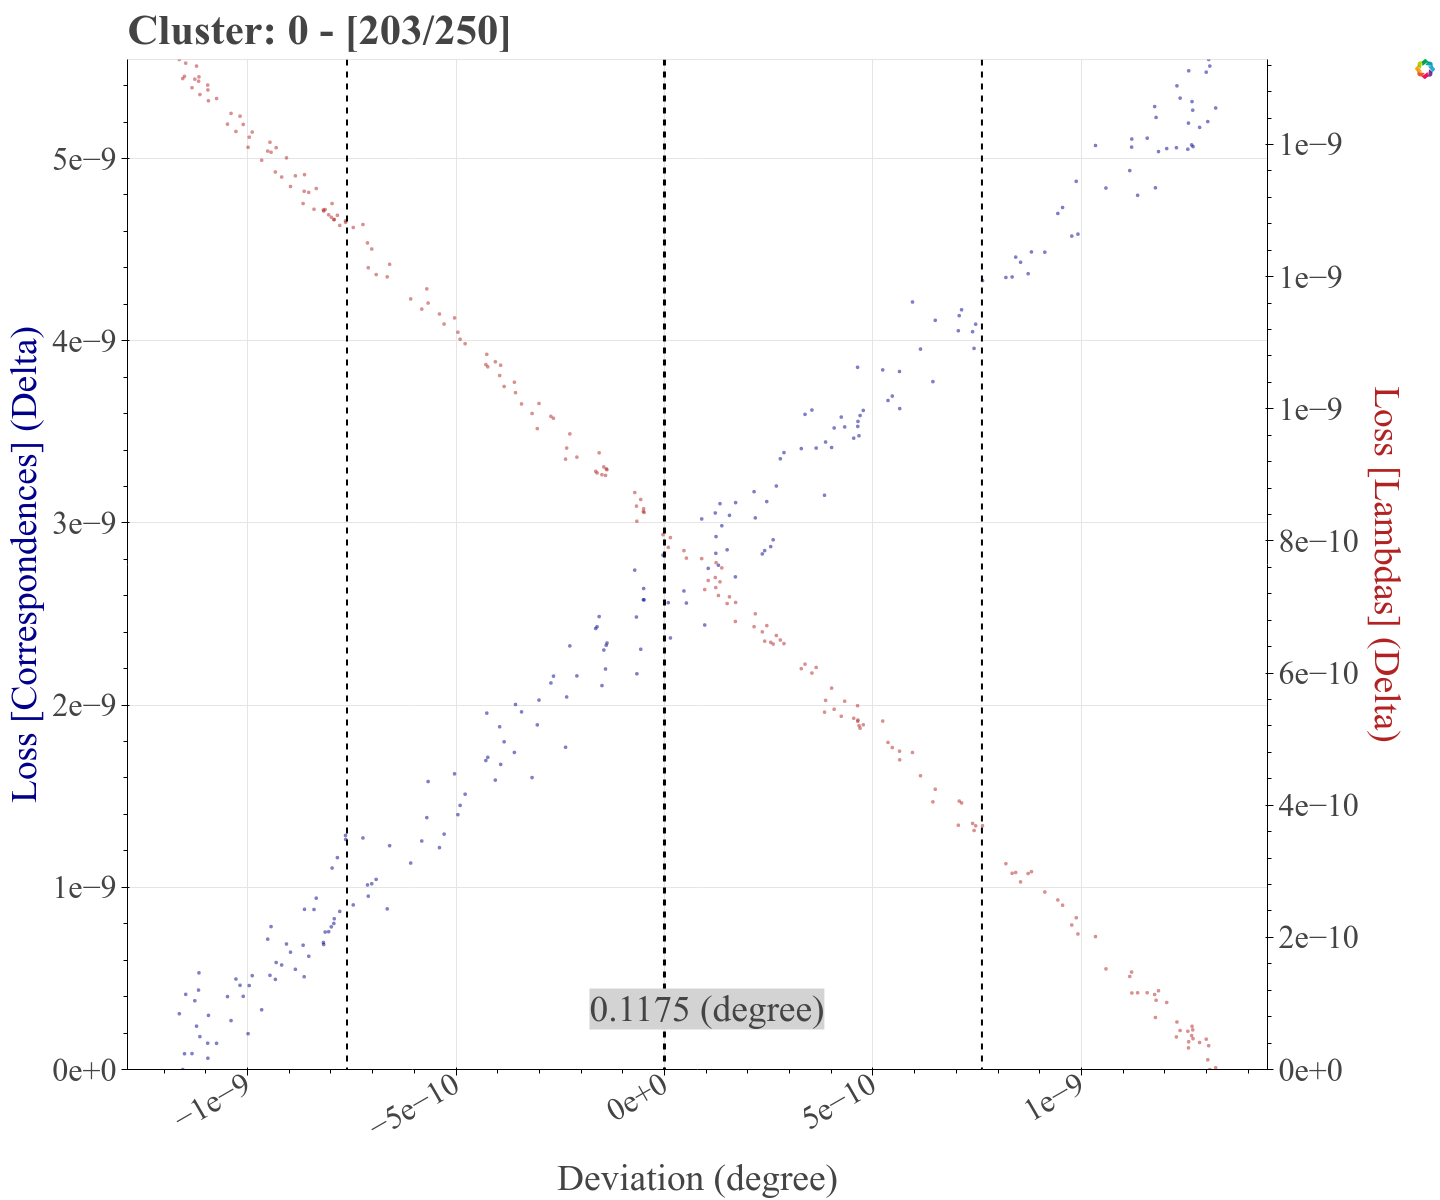 Cluster: 0 - [203/250]
5e−9
4e−9
3e−9
2e−9
1e−9
0e+0
Loss [Correspondences] (Delta)
1e−9
1e−9
1e−9
8e−10
6e−10
4e−10
2e−10
0e+0
Loss [Lambdas] (Delta)
0.1175 (degree)
−1e−9
−5e−10
0e+0
5e−10
1e−9
Deviation (degree)